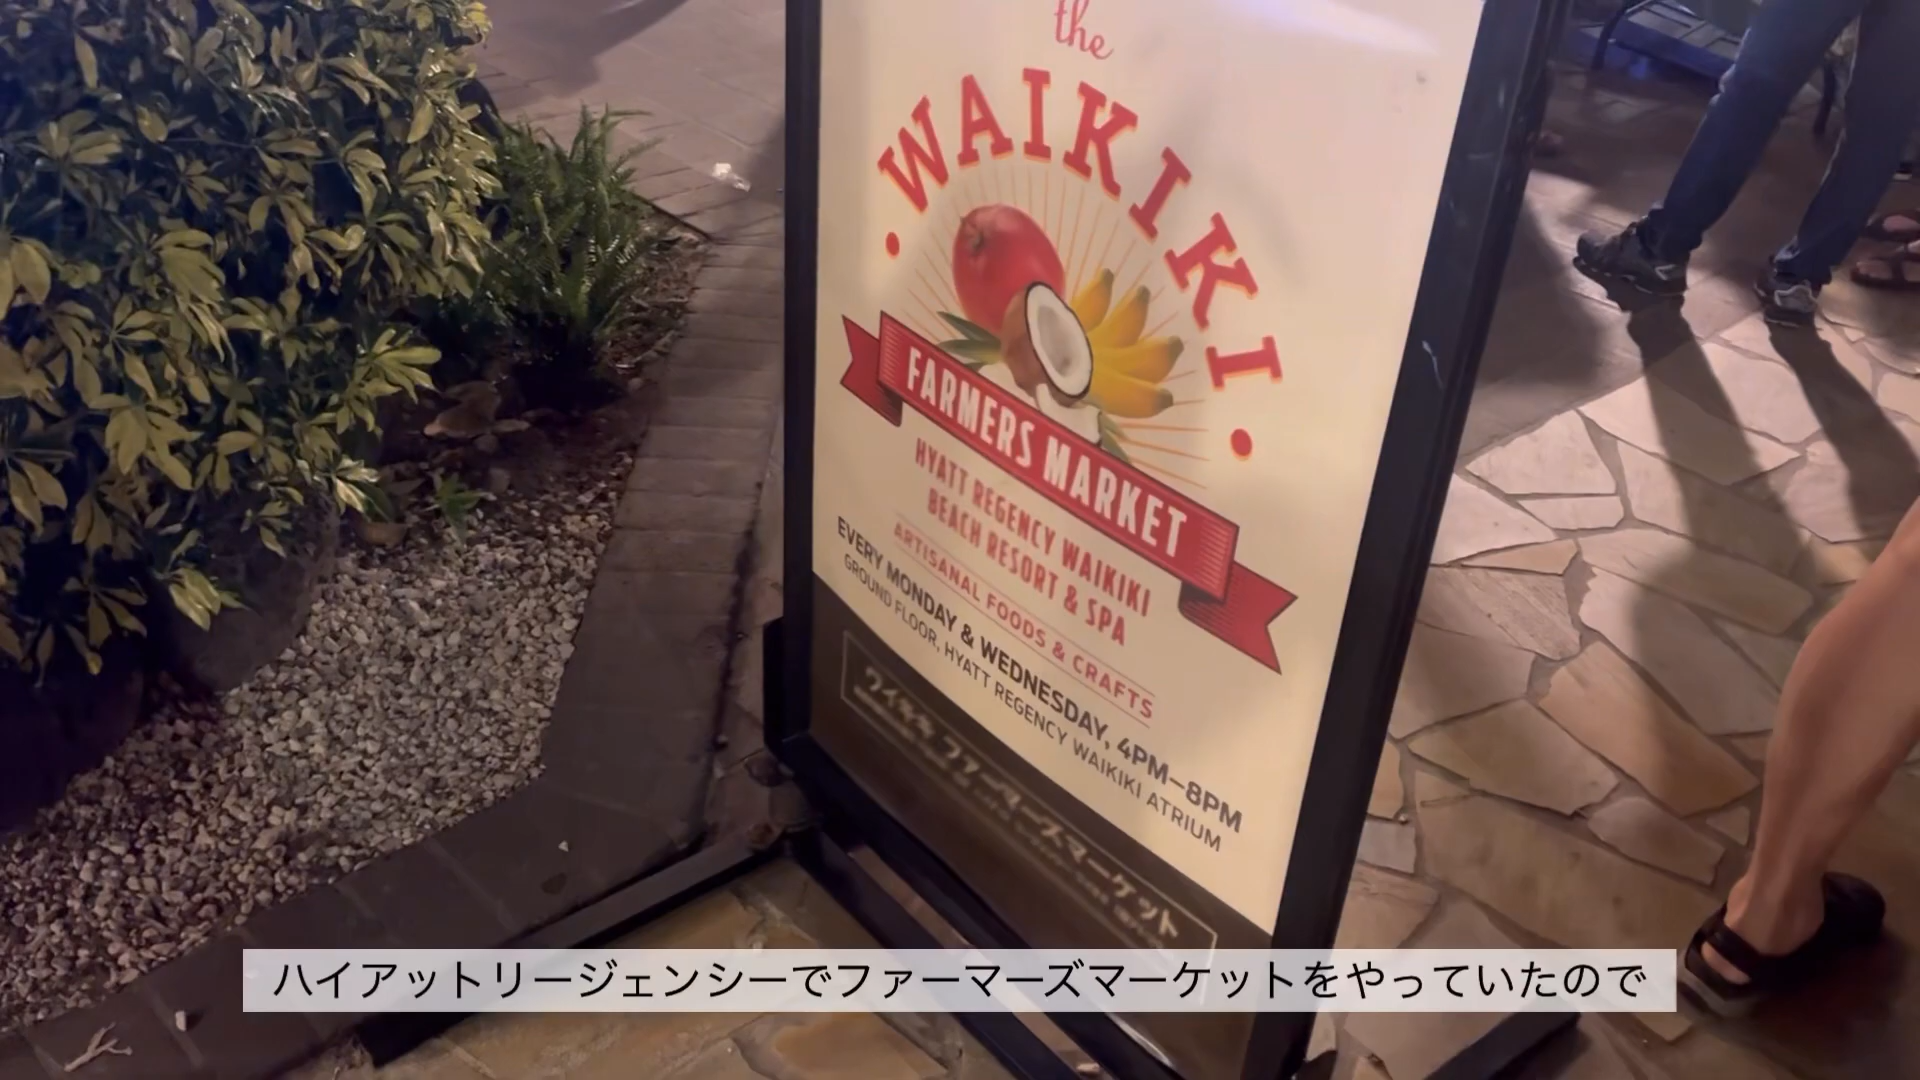 the
WAIKIKI
FARMERS MARKET
HYATT REGENCY WAIKIKI
BEACH RESORT & SPA
ARTISANAL FOODS & CRAFTS
EVERY MONDAY & WEDNESDAY, 4PM–8PM
GROUND FLOOR, HYATT REGENCY WAIKIKI ATRIUM
ワイキキ ファーマーズマーケット
ハイアットリージェンシーでファーマーズマーケットをやっていたので